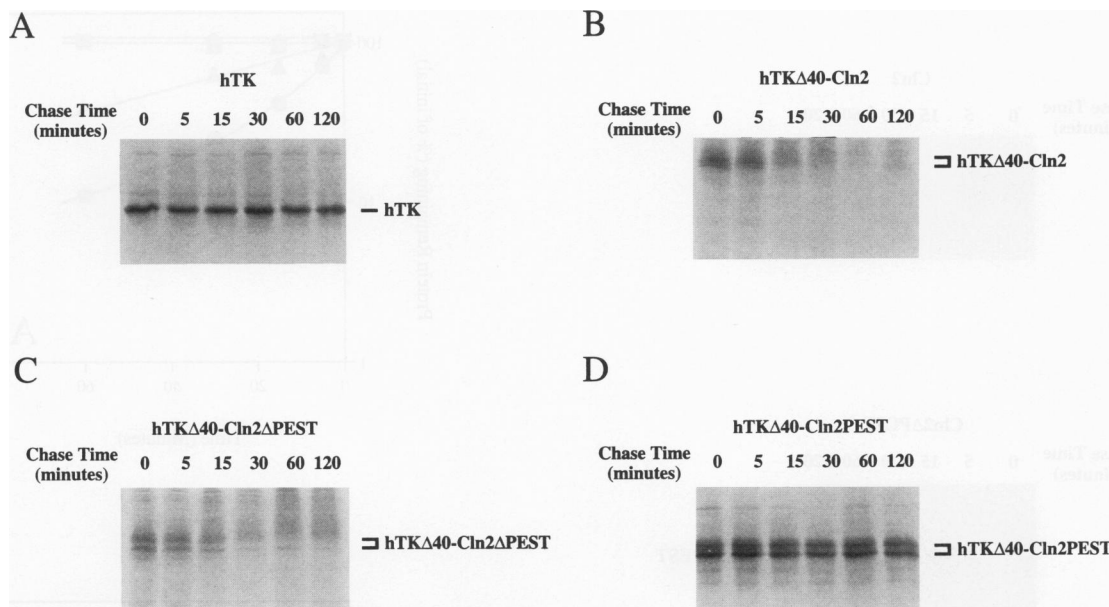 A
hTK
Chase Time
(minutes)
0 5 15 30 60 120
hTK
B
hTKΔ40-Cln2
Chase Time
(minutes)
0 5 15 30 60 120
hTKΔ40-Cln2
C
hTKΔ40-Cln2ΔPEST
Chase Time
(minutes)
0 5 15 30 60 120
hTKΔ40-Cln2ΔPEST
D
hTKΔ40-Cln2PEST
Chase Time
(minutes)
0 5 15 30 60 120
hTKΔ40-Cln2PEST